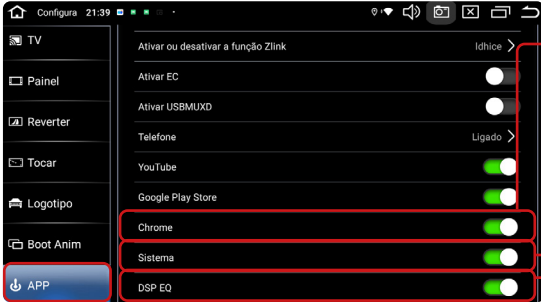 Configura 21:39
TV
Painel
Reverter
Tocar
Logotipo
Boot Anim
APP
Ativar ou desativar a função Zlink Idhice
Ativar EC
Ativar USBMUXD
Telefone Ligado
YouTube
Google Play Store
Chrome
Sistema
DSP EQ